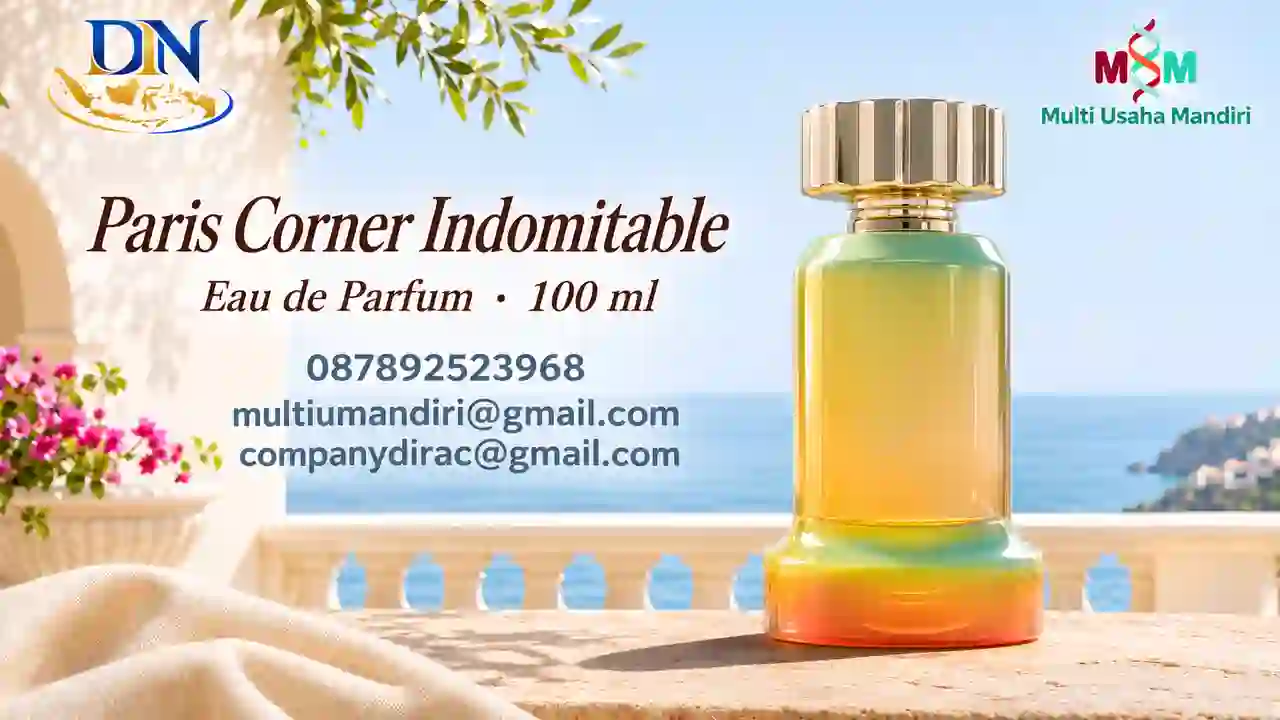 DN
MSM
Multi Usaha Mandiri
Paris Corner Indomitable
Eau de Parfum • 100 ml
087892523968
multiumandiri@gmail.com
companydirac@gmail.com